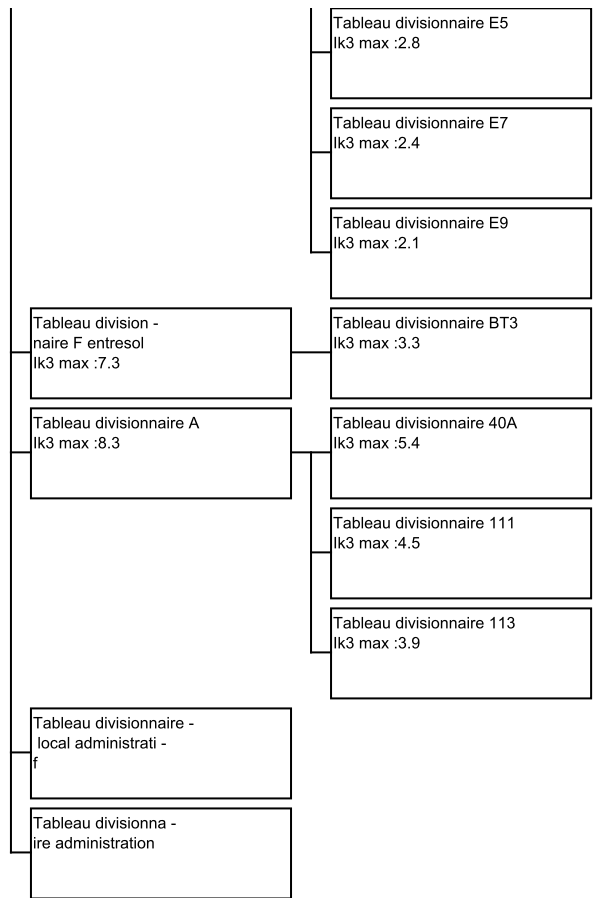 Tableau divisionnaire E5
Ik3 max :2.8
Tableau divisionnaire E7
Ik3 max :2.4
Tableau divisionnaire E9
Ik3 max :2.1
Tableau division -
naire F entresol
Ik3 max :7.3
Tableau divisionnaire BT3
Ik3 max :3.3
Tableau divisionnaire A
Ik3 max :8.3
Tableau divisionnaire 40A
Ik3 max :5.4
Tableau divisionnaire 111
Ik3 max :4.5
Tableau divisionnaire 113
Ik3 max :3.9
Tableau divisionnaire -
local administrati -
f
Tableau divisionna -
ire administration